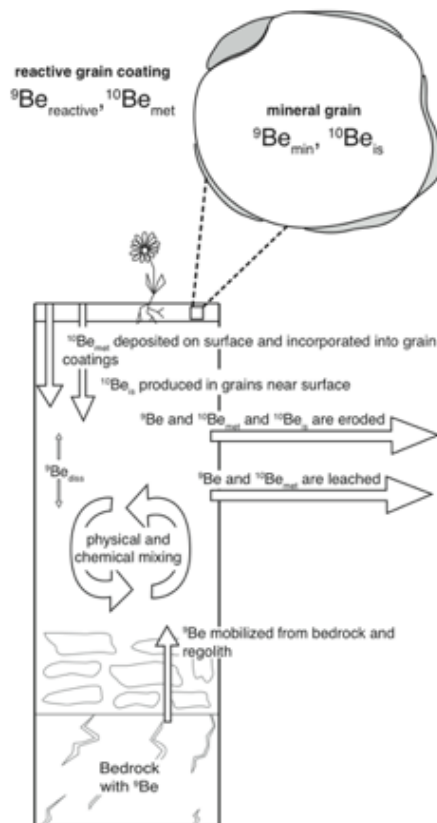 reactive grain coating
⁹Be_reactive, ¹⁰Be_met
mineral grain
⁹Be_min, ¹⁰Be_is
¹⁰Be_met deposited on surface and incorporated into grain
coatings
¹⁰Be_is produced in grains near surface
⁹Be and ¹⁰Be_met and ¹⁰Be_is are eroded
⁹Be_diss
⁹Be and ¹⁰Be_met are leached
physical and
chemical mixing
⁹Be mobilized from bedrock and
regolith
Bedrock
with ⁹Be